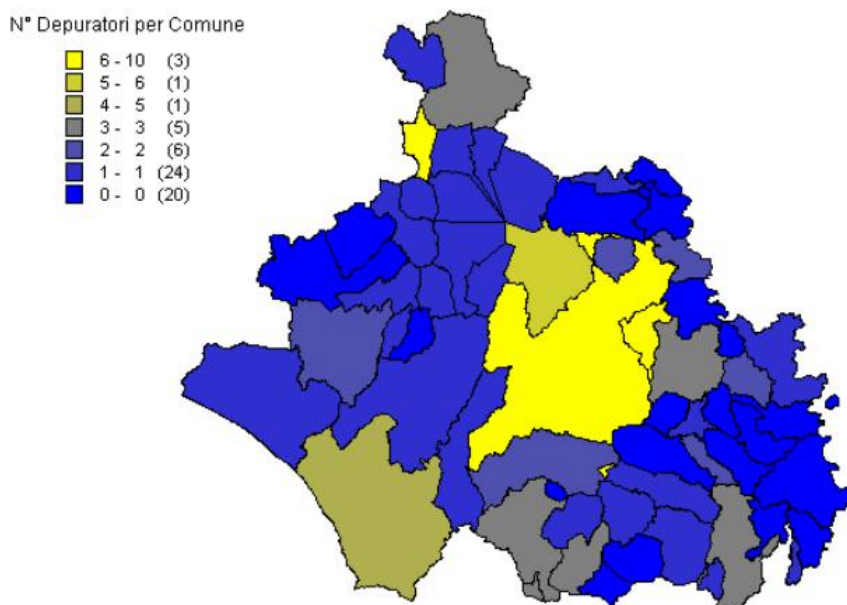 N° Depuratori per Comune
6 - 10 (3)
5 - 6 (1)
4 - 5 (1)
3 - 3 (5)
2 - 2 (6)
1 - 1 (24)
0 - 0 (20)